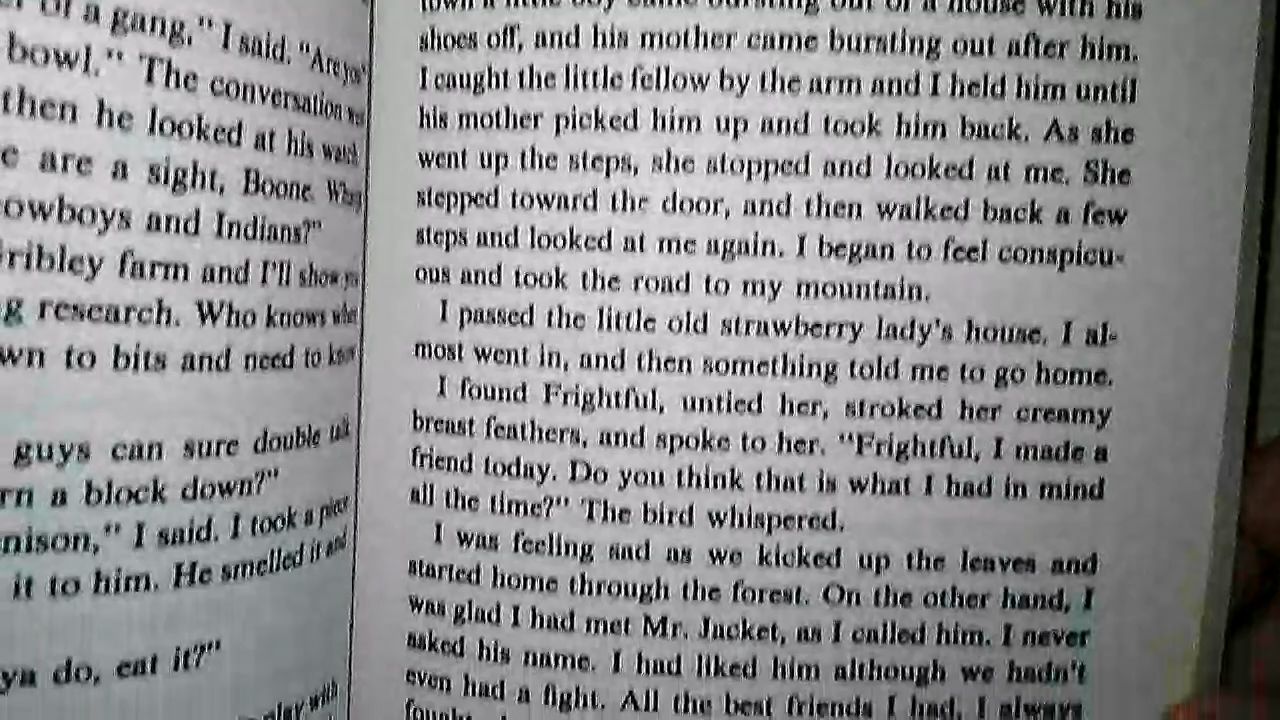 of a gang," I said. "Are you
bowl." The conversation was
then he looked at his watch
e are a sight, Boone.
owboys and Indians?"
ribley farm and I'll show you
g research. Who knows
wn to bits and need to know
guys can sure double talk
rn a block down?"
nison," I said. I took a piece
it to him. He smelled it and
ya do, eat it?"
play with
town a little boy came bursting out of a house with his
shoes off, and his mother came bursting out after him.
I caught the little fellow by the arm and I held him until
his mother picked him up and took him back. As she
went up the steps, she stopped and looked at me. She
stepped toward the door, and then walked back a few
steps and looked at me again. I began to feel conspicu-
ous and took the road to my mountain.
I passed the little old strawberry lady's house. I al-
most went in, and then something told me to go home.
I found Frightful, untied her, stroked her creamy
breast feathers, and spoke to her. "Frightful, I made a
friend today. Do you think that is what I had in mind
all the time?" The bird whispered.
I was feeling sad as we kicked up the leaves and
started home through the forest. On the other hand, I
was glad I had met Mr. Jacket, as I called him. I never
asked his name. I had liked him although we hadn't
even had a fight. All the best friends I had, I always
fought